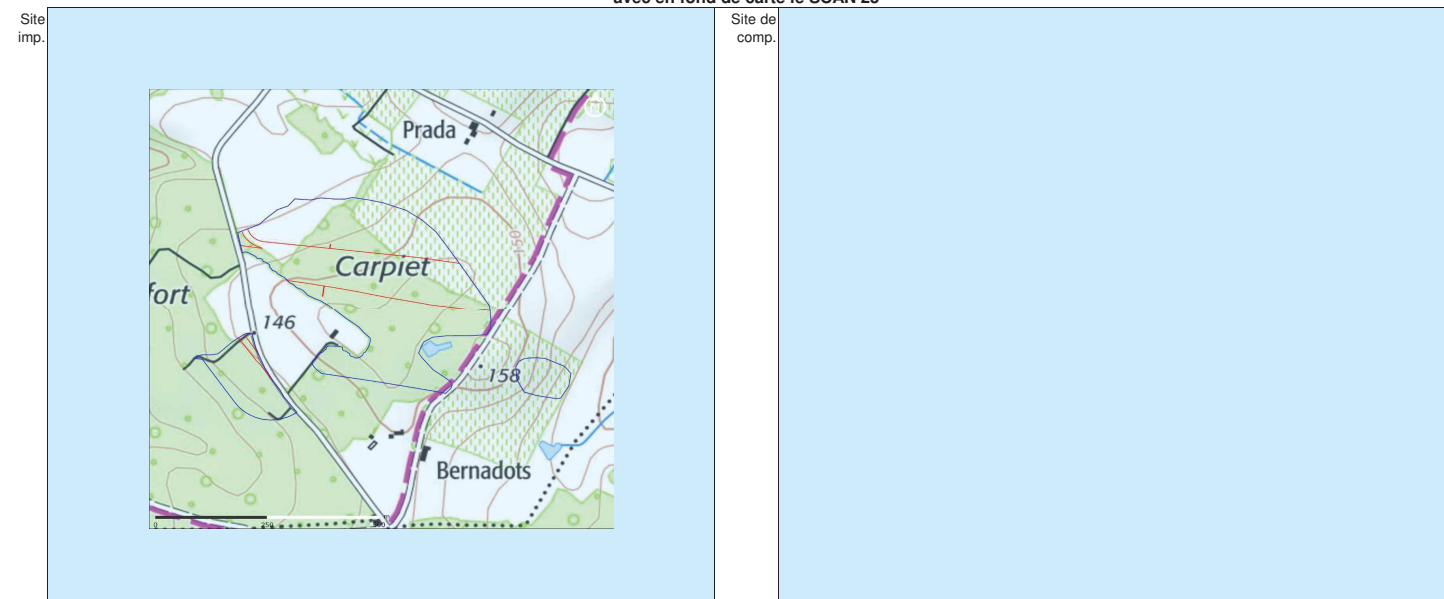 avec en fond de carte le SCAN 25
Site
imp.
Site de
comp.
Prada
150
Carpiet
fort
146
158
Bernadots
0 250 500 m